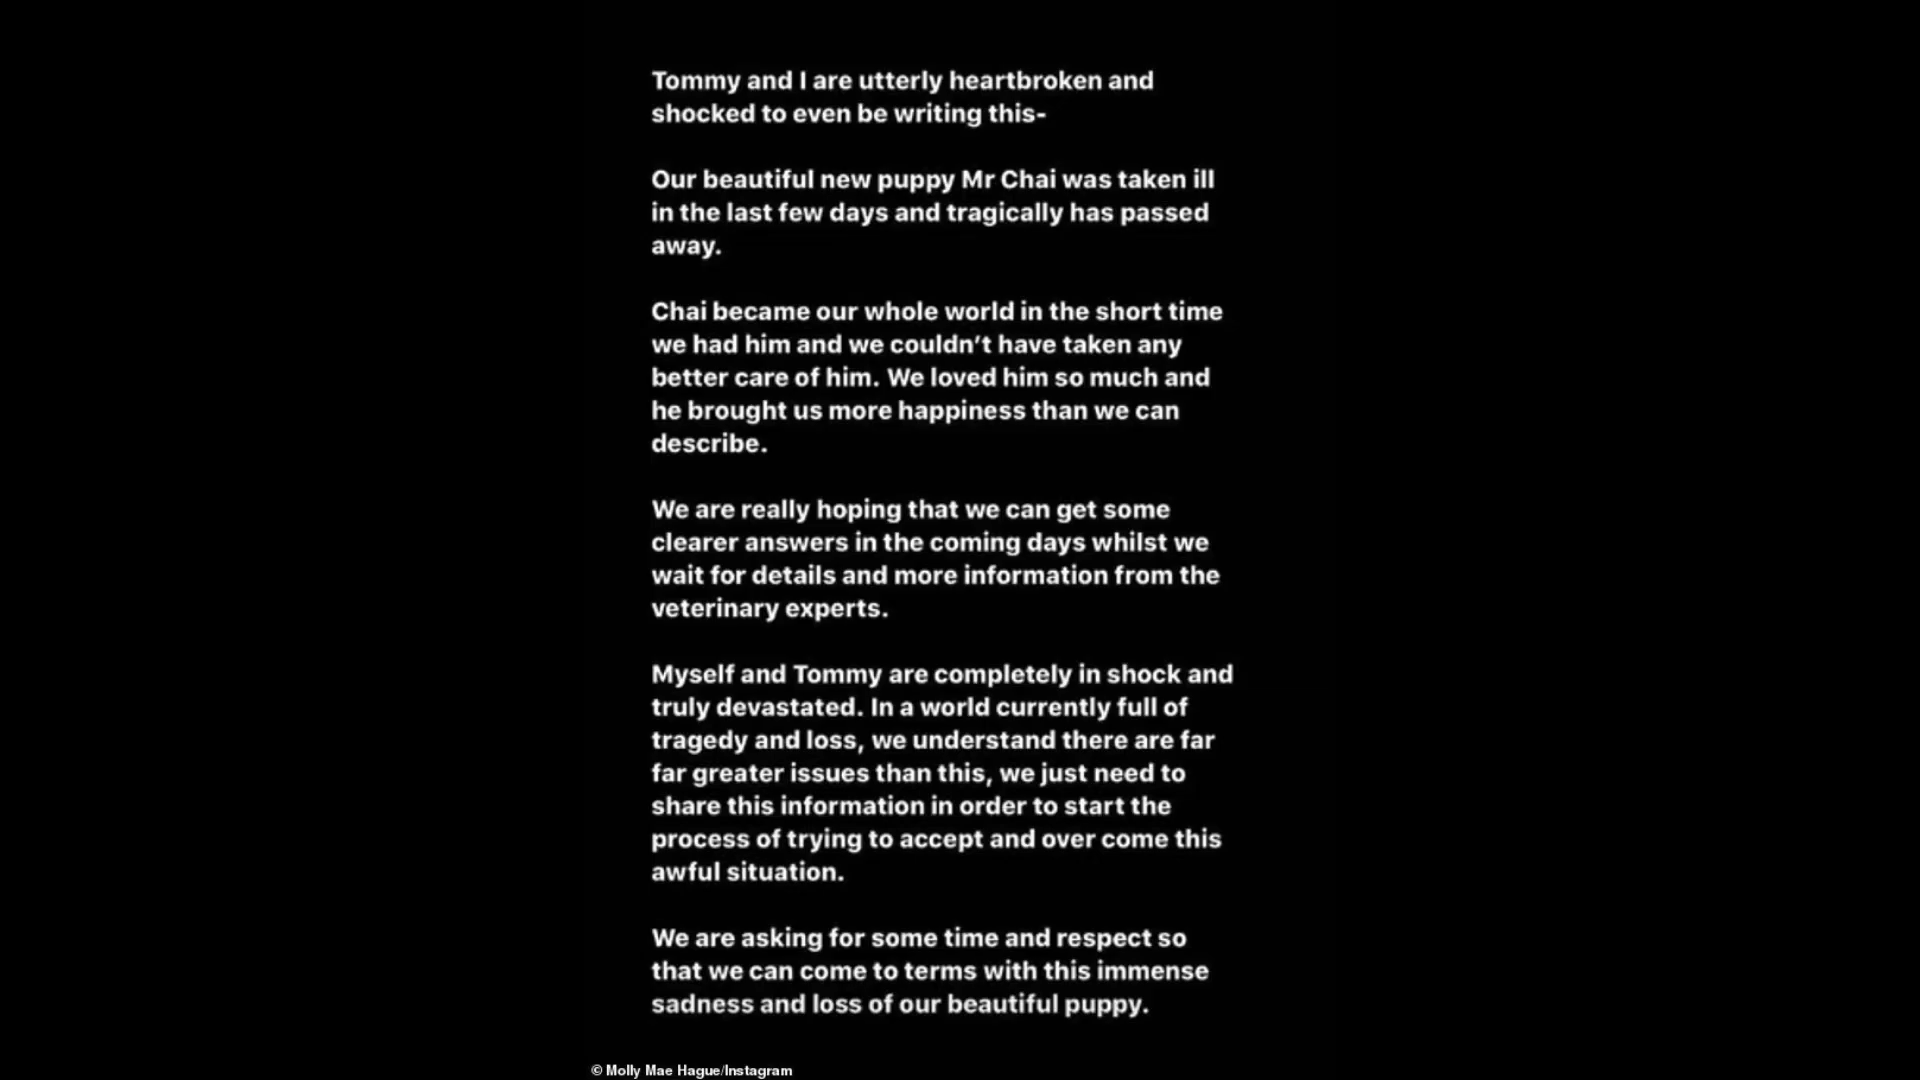 Tommy and I are utterly heartbroken and
shocked to even be writing this-
Our beautiful new puppy Mr Chai was taken ill
in the last few days and tragically has passed
away.
Chai became our whole world in the short time
we had him and we couldn’t have taken any
better care of him. We loved him so much and
he brought us more happiness than we can
describe.
We are really hoping that we can get some
clearer answers in the coming days whilst we
wait for details and more information from the
veterinary experts.
Myself and Tommy are completely in shock and
truly devastated. In a world currently full of
tragedy and loss, we understand there are far
far greater issues than this, we just need to
share this information in order to start the
process of trying to accept and over come this
awful situation.
We are asking for some time and respect so
that we can come to terms with this immense
sadness and loss of our beautiful puppy.
© Molly Mae Hague/Instagram